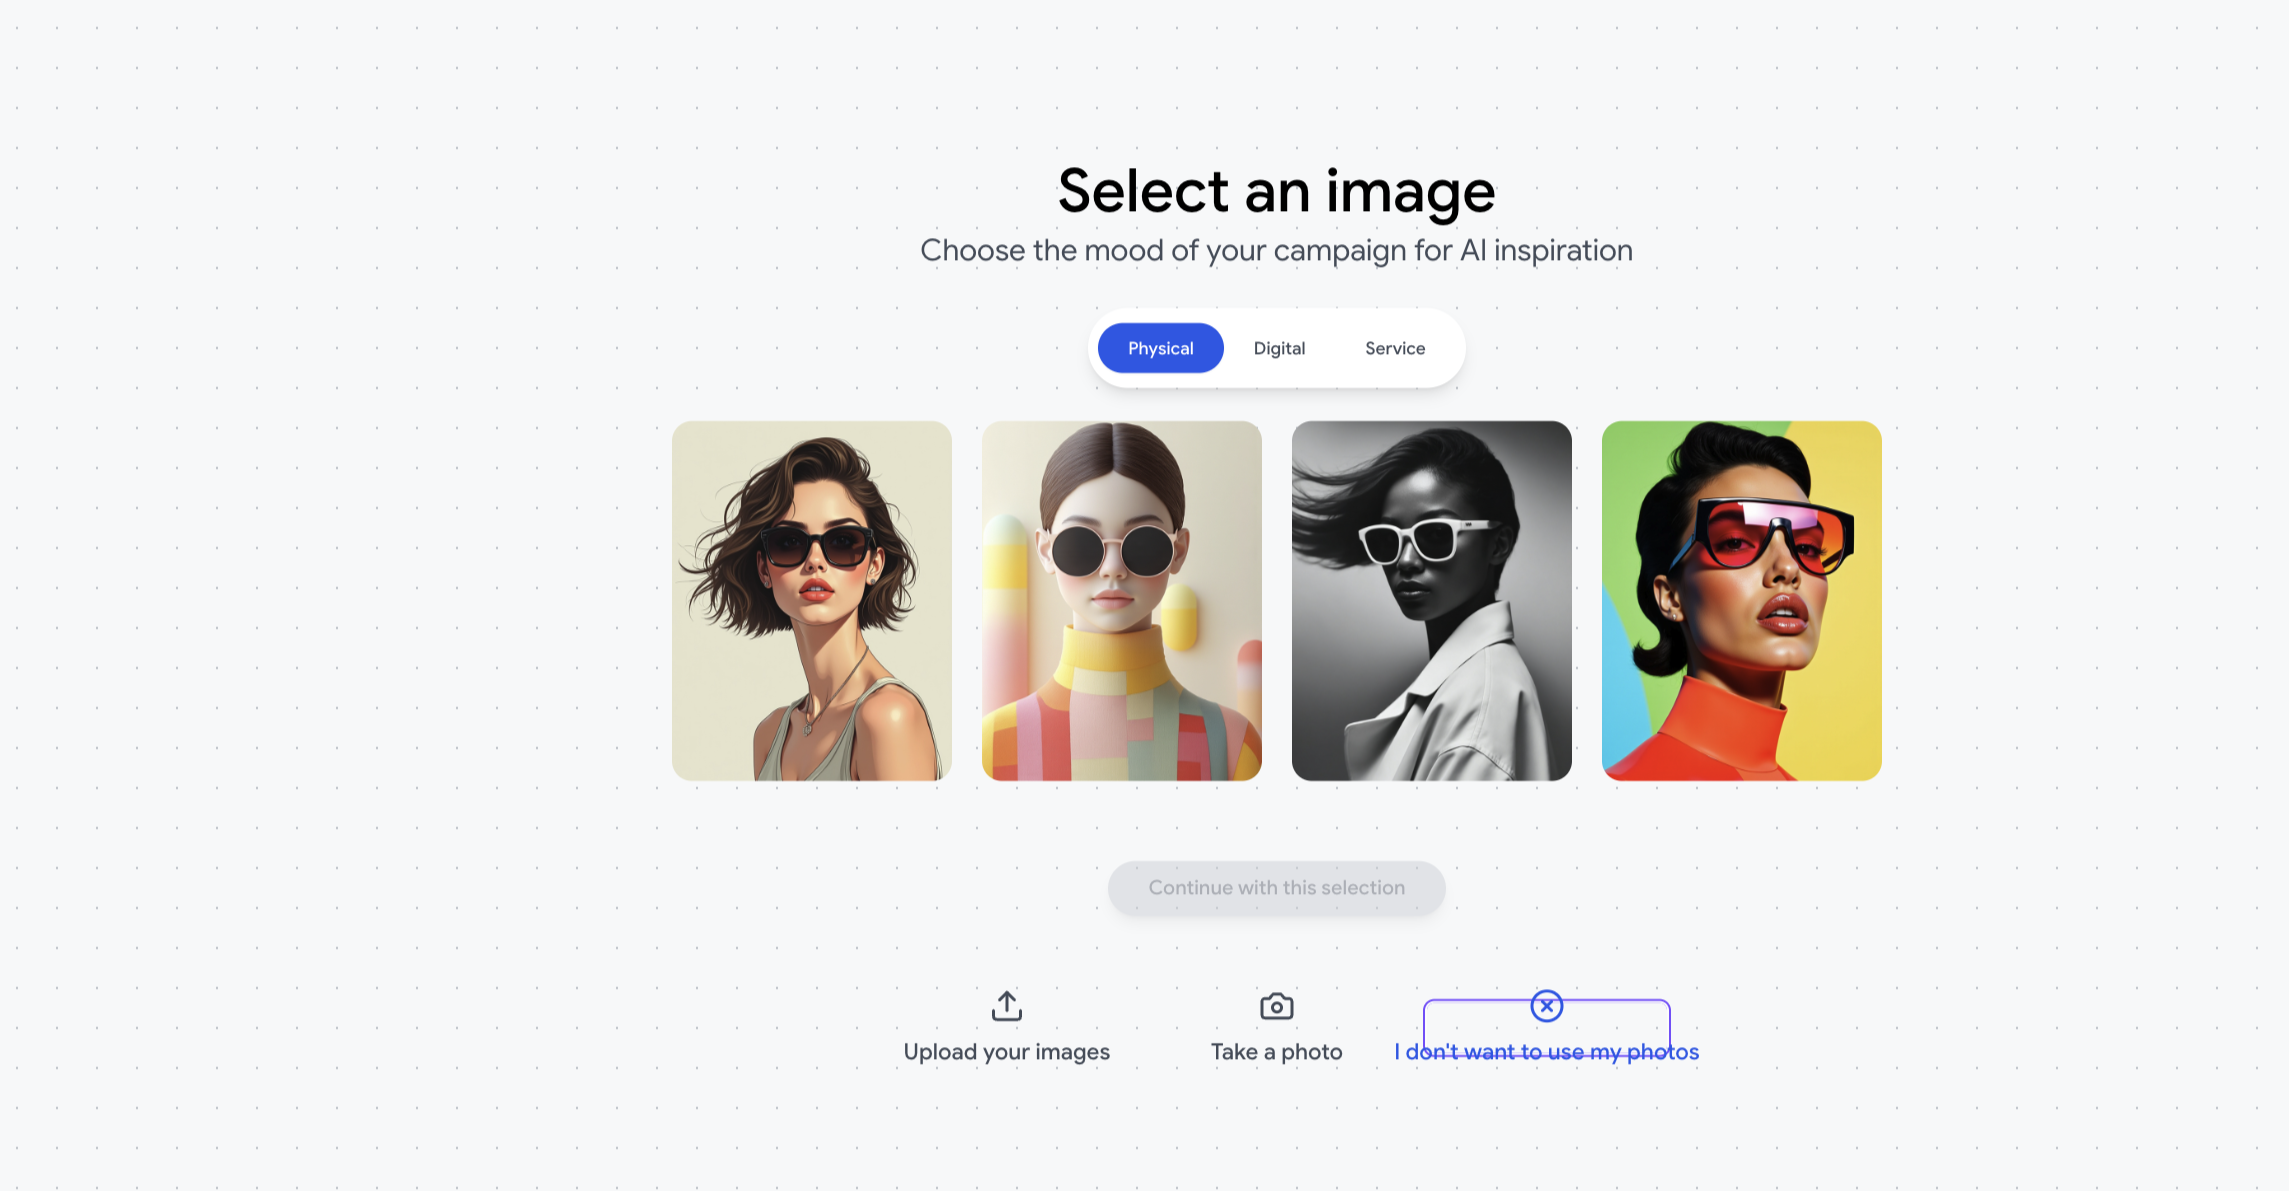 Select an image
Choose the mood of your campaign for AI inspiration
Physical Digital Service
Continue with this selection
Upload your images Take a photo I don't want to use my photos